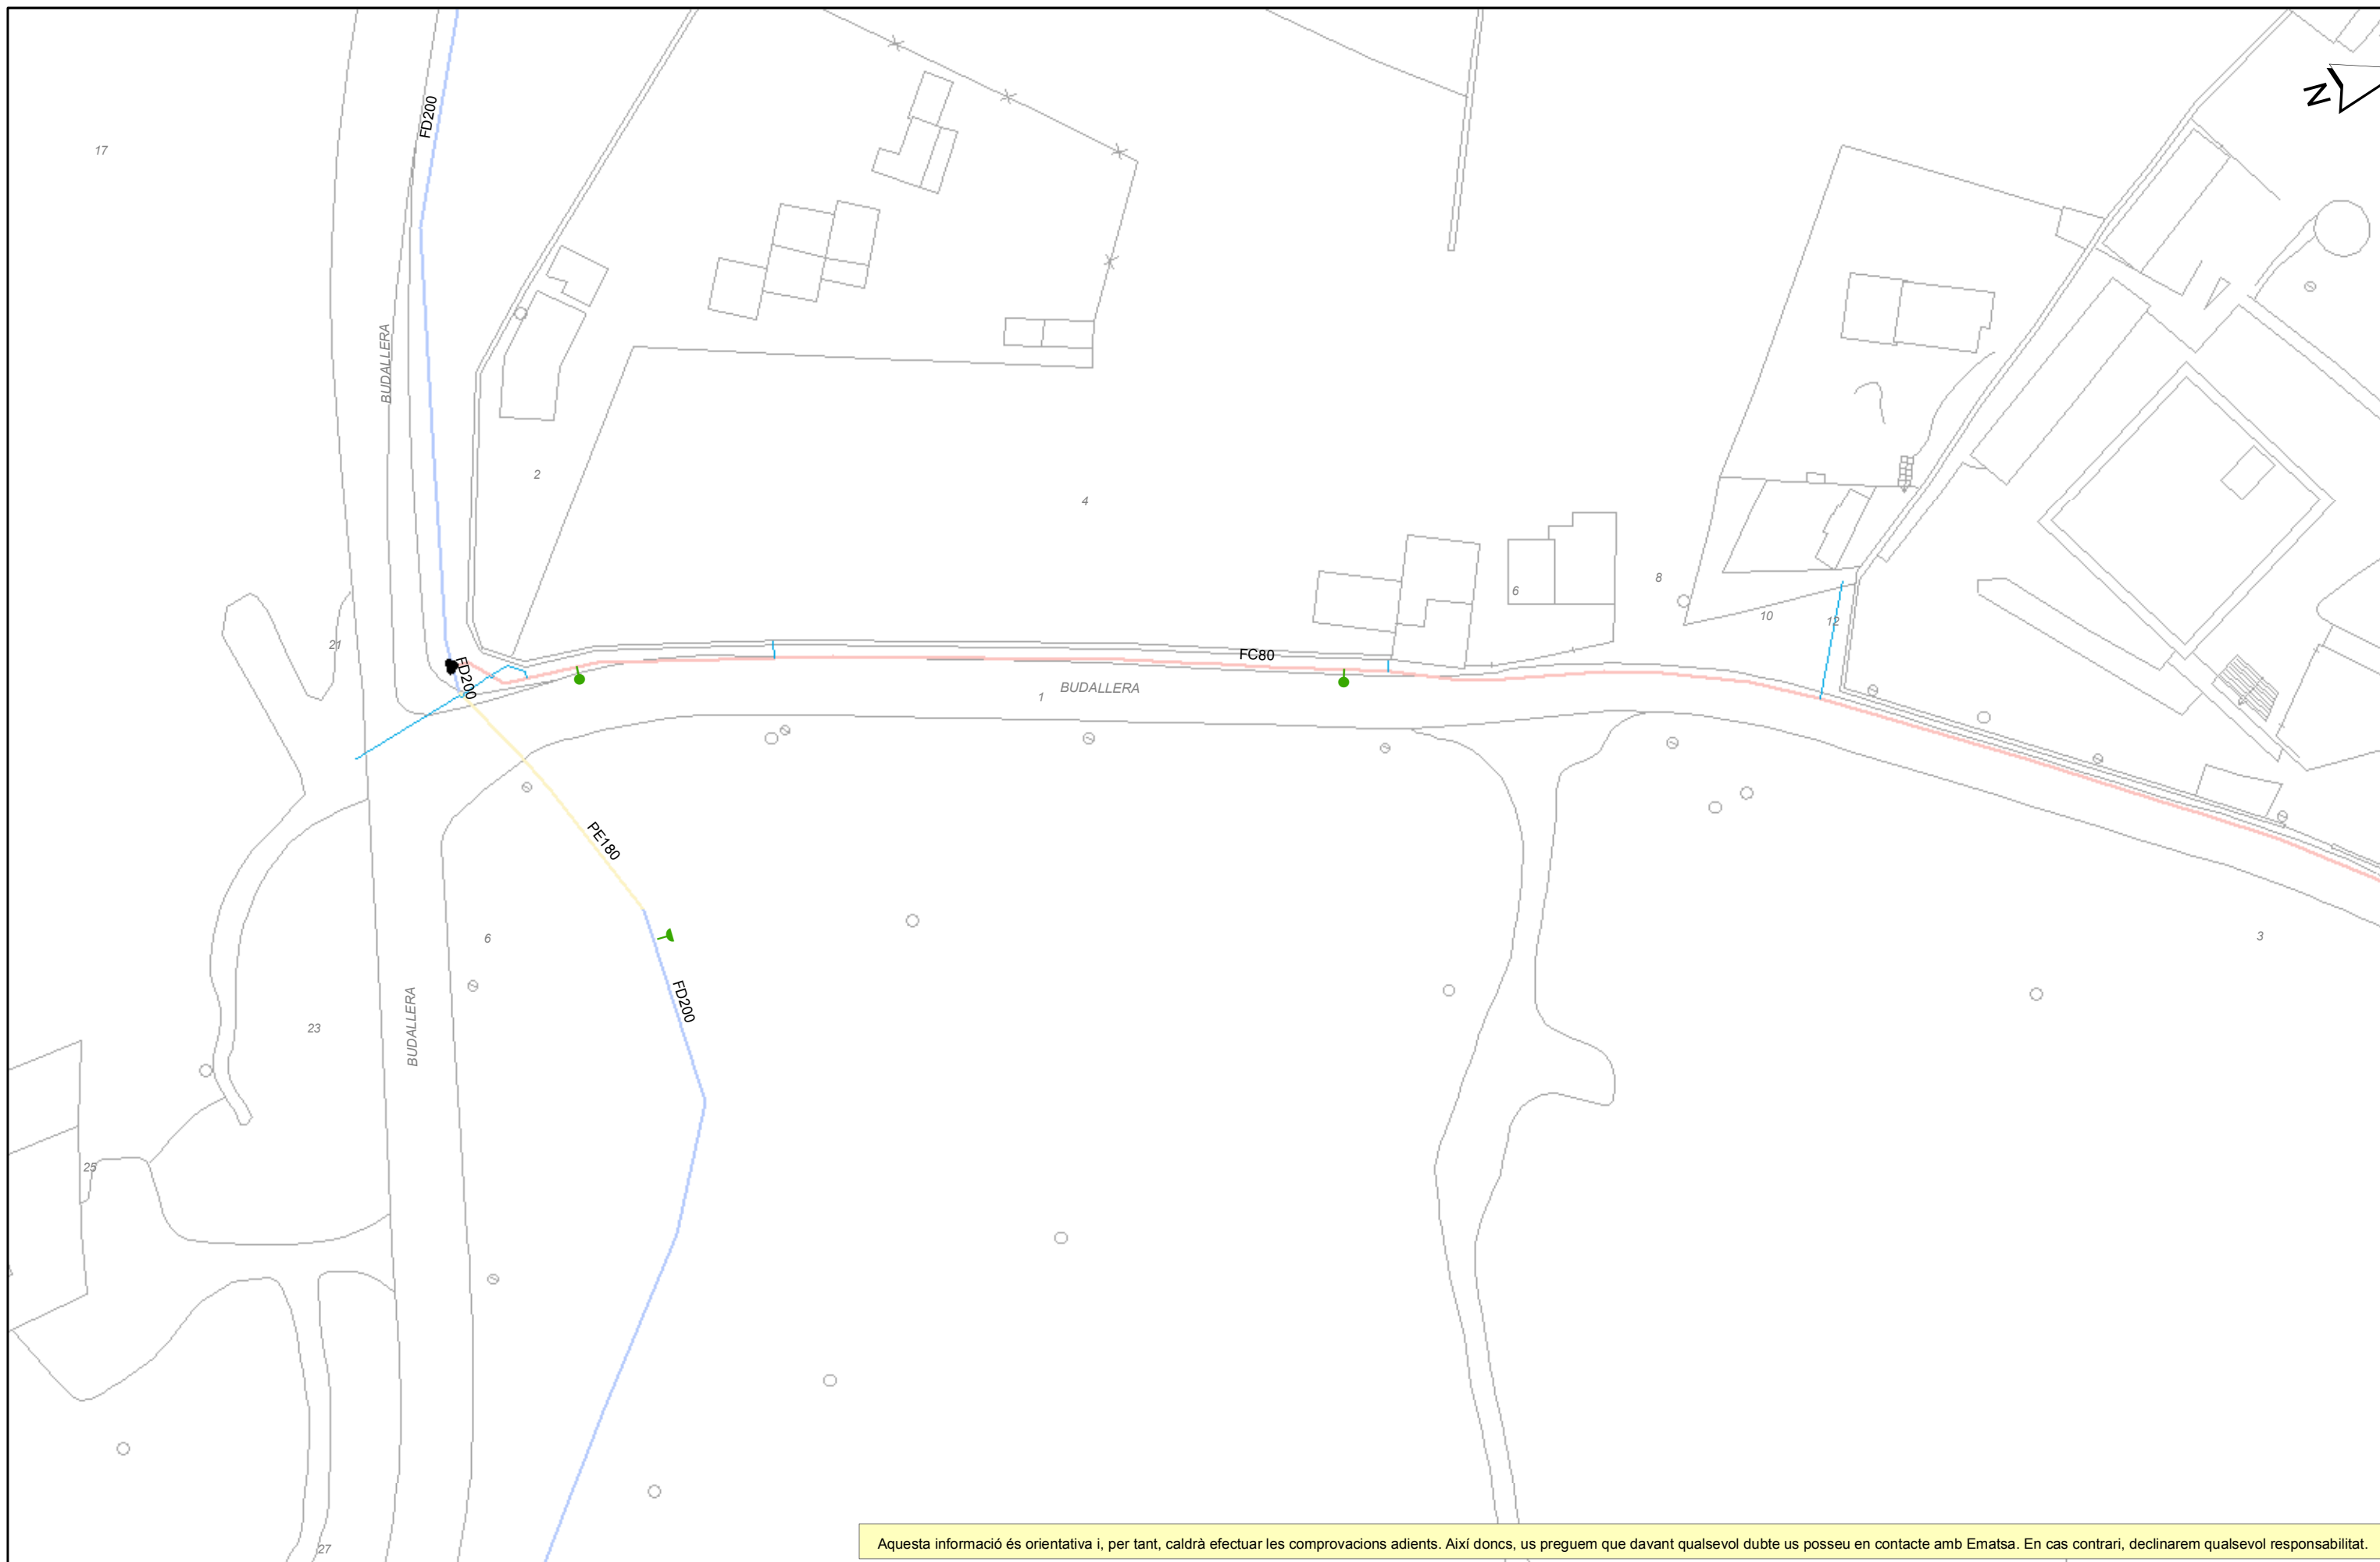 N
17
FD200
BUDALLERA
2
4
6
8
10
12
21
FD200
FC80
1
BUDALLERA
PE180
6
3
FD200
23
BUDALLERA
25
27
Aquesta informació és orientativa i, per tant, caldrà efectuar les comprovacions adients. Així doncs, us preguem que davant qualsevol dubte us poseu en contacte amb Ematsa. En cas contrari, declinarem qualsevol responsabilitat.